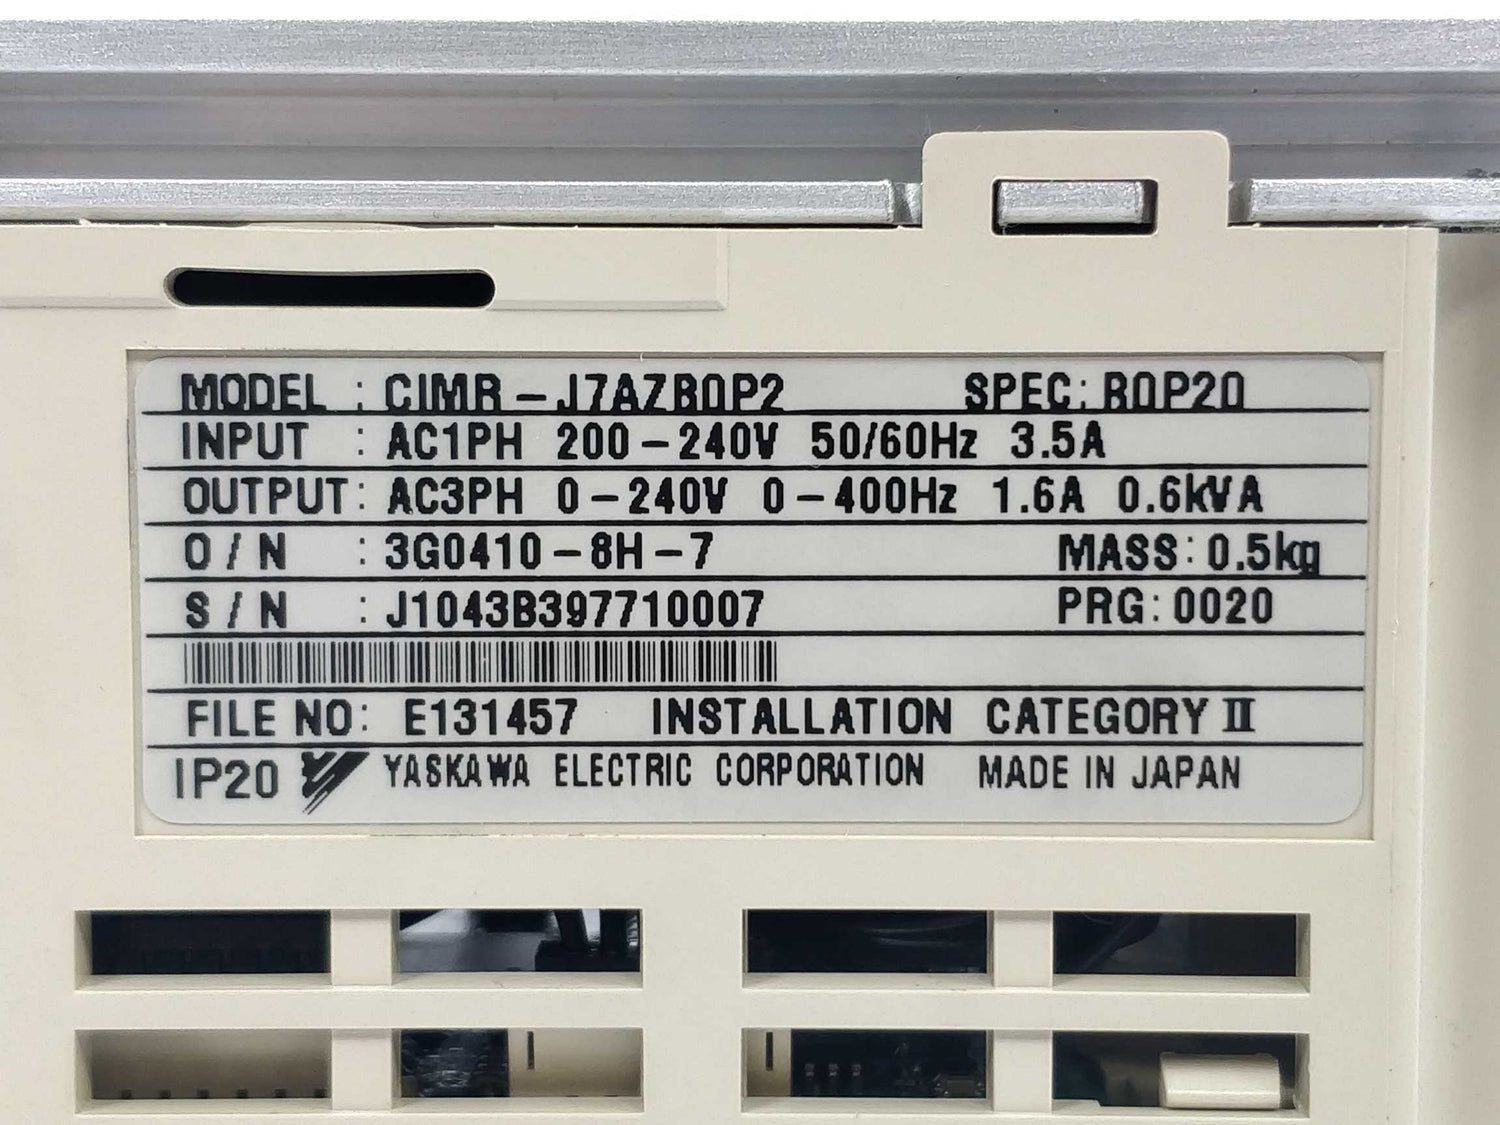 MODEL : CIMR-J7AZB0P2 SPEC: B0P20
INPUT : AC1PH 200-240V 50/60Hz 3.5A
OUTPUT: AC3PH 0-240V 0-400Hz 1.6A 0.6kVA
O/N : 3G0410-8H-7 MASS: 0.5kg
S/N : J1043B397710007 PRG: 0020
FILE NO: E131457 INSTALLATION CATEGORY II
IP20 YASKAWA ELECTRIC CORPORATION MADE IN JAPAN